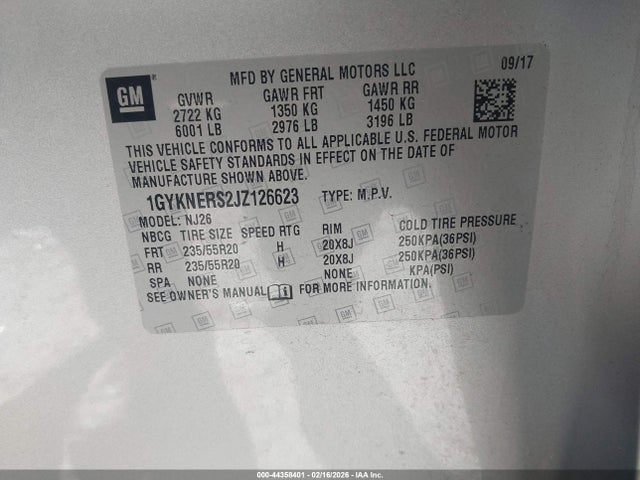 GM
MFD BY GENERAL MOTORS LLC 09/17
GVWR GAWR FRT GAWR RR
2722 KG 1350 KG 1450 KG
6001 LB 2976 LB 3196 LB
THIS VEHICLE CONFORMS TO ALL APPLICABLE U.S. FEDERAL MOTOR
VEHICLE SAFETY STANDARDS IN EFFECT ON THE DATE OF
MANUFACTURE SHOWN ABOVE.
1GYKNERS2JZ126623 TYPE: M.P.V.
MODEL: NJ26
NBCG TIRE SIZE SPEED RTG RIM COLD TIRE PRESSURE
FRT 235/55R20 H 20X8J 250KPA(36PSI)
RR 235/55R20 H 20X8J 250KPA(36PSI)
SPA NONE NONE KPA(PSI)
SEE OWNER'S MANUAL FOR MORE INFORMATION.
000-44358401 - 02/16/2026 - IAA Corp.